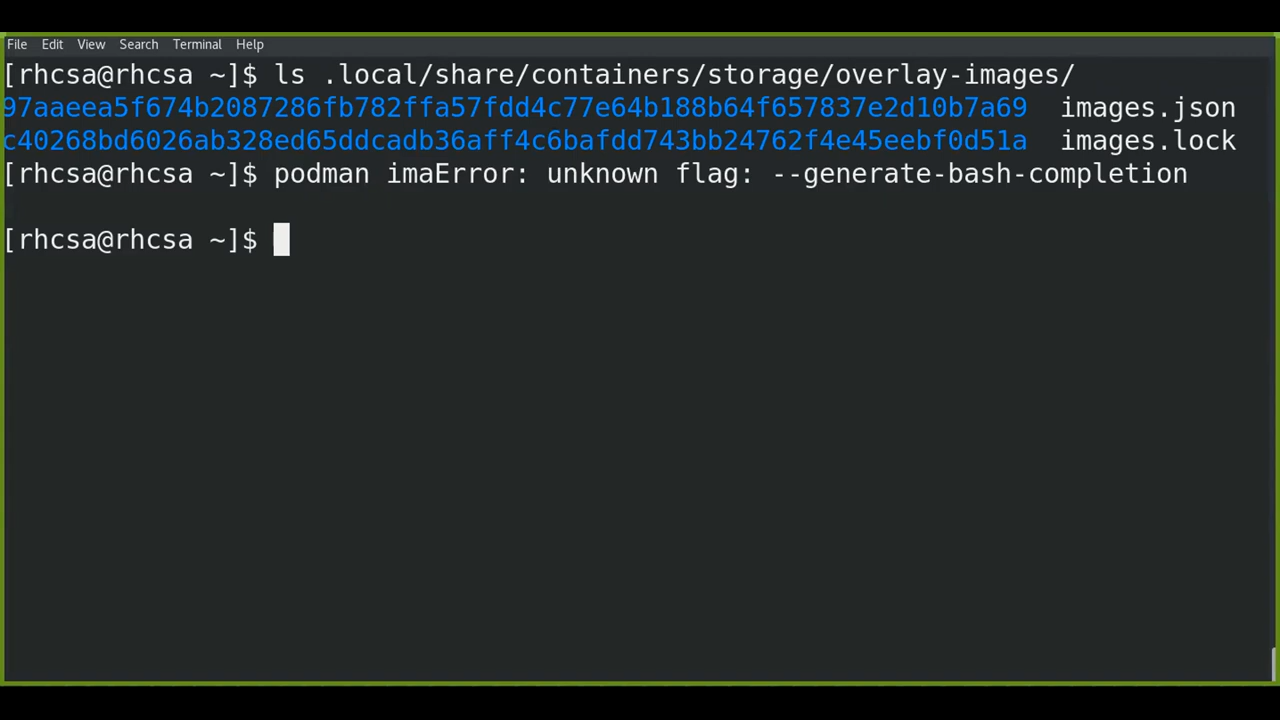 File Edit View Search Terminal Help
[rhcsa@rhcsa ~]$ ls .local/share/containers/storage/overlay-images/
97aaeea5f674b2087286fb782ffa57fdd4c77e64b188b64f657837e2d10b7a69 images.json
c40268bd6026ab328ed65ddcadb36aff4c6bafdd743bb24762f4e45eebf0d51a images.lock
[rhcsa@rhcsa ~]$ podman imaError: unknown flag: --generate-bash-completion
[rhcsa@rhcsa ~]$